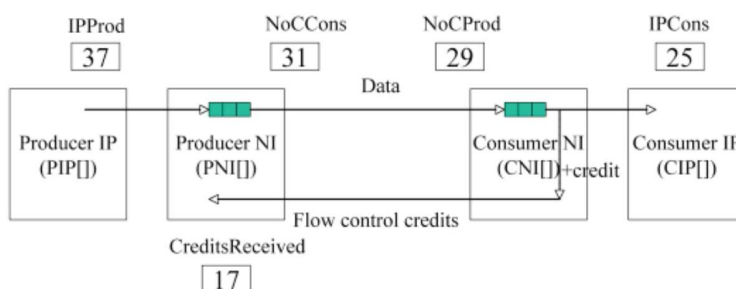 IPProd
NoCCons
NoCProd
IPCons
37
31
29
25
Data
Producer IP
(PIP[])
Producer NI
(PNI[])
Consumer NI
(CNI[])
+credit
Consumer IP
(CIP[])
Flow control credits
CreditsReceived
17